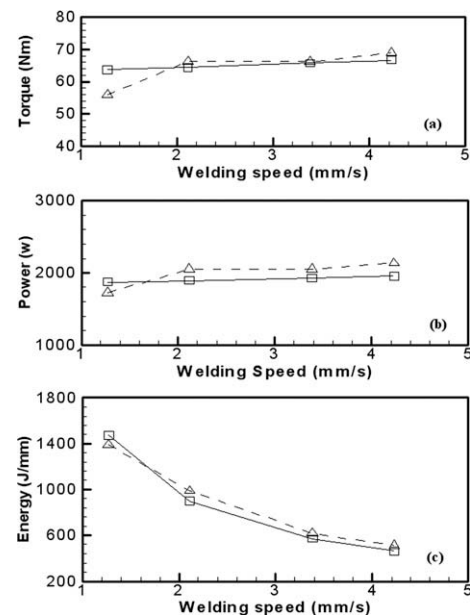 80
70
Torque (Nm)
60
50
(a)
40
1 2 3 4 5
Welding speed (mm/s)
3000
Power (w)
2000
(b)
1000
1 2 3 4 5
Welding Speed (mm/s)
1800
1400
Energy (J/mm)
1000
600
(c)
200
1 2 3 4 5
Welding speed (mm/s)